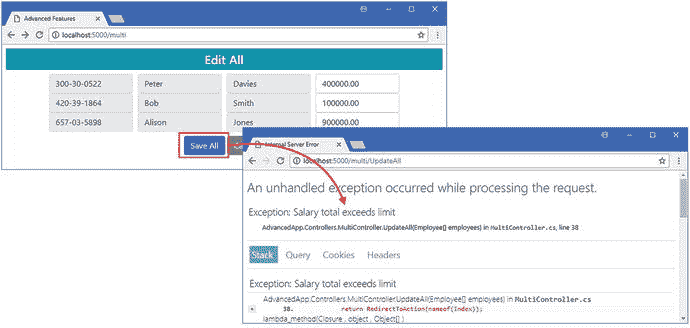 Advanced Features
localhost:5000/multi
Edit All
300-30-0522 Peter Davies 400000.00
420-39-1864 Bob Smith 100000.00
657-03-5898 Alison Jones 900000.00
Save All
Internal Server Error
localhost:5000/multi/UpdateAll
An unhandled exception occurred while processing the request.
Exception: Salary total exceeds limit
AdvancedApp.Controllers.MultiController.UpdateAll(Employee[] employees) in MultiController.cs, line 38
Stack Query Cookies Headers
Exception: Salary total exceeds limit
AdvancedApp.Controllers.MultiController.UpdateAll(Employee[] employees) in MultiController.cs
38. return RedirectToAction(nameof(Index));
lambda_method(Closure , object , Object[] )